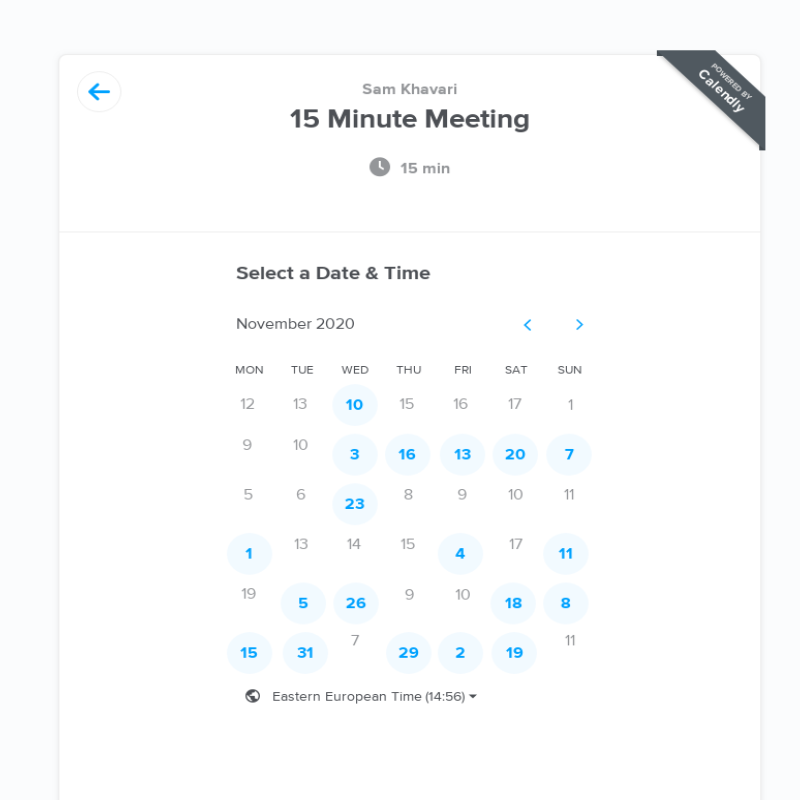 POWERED BY
Calendly
Sam Khavari
15 Minute Meeting
15 min
Select a Date & Time
November 2020
MON TUE WED THU FRI SAT SUN
12 13 10 15 16 17 1
9 10 3 16 13 20 7
5 6 23 8 9 10 11
1 13 14 15 4 17 11
19 5 26 9 10 18 8
15 31 7 29 2 19 11
Eastern European Time (14:56)